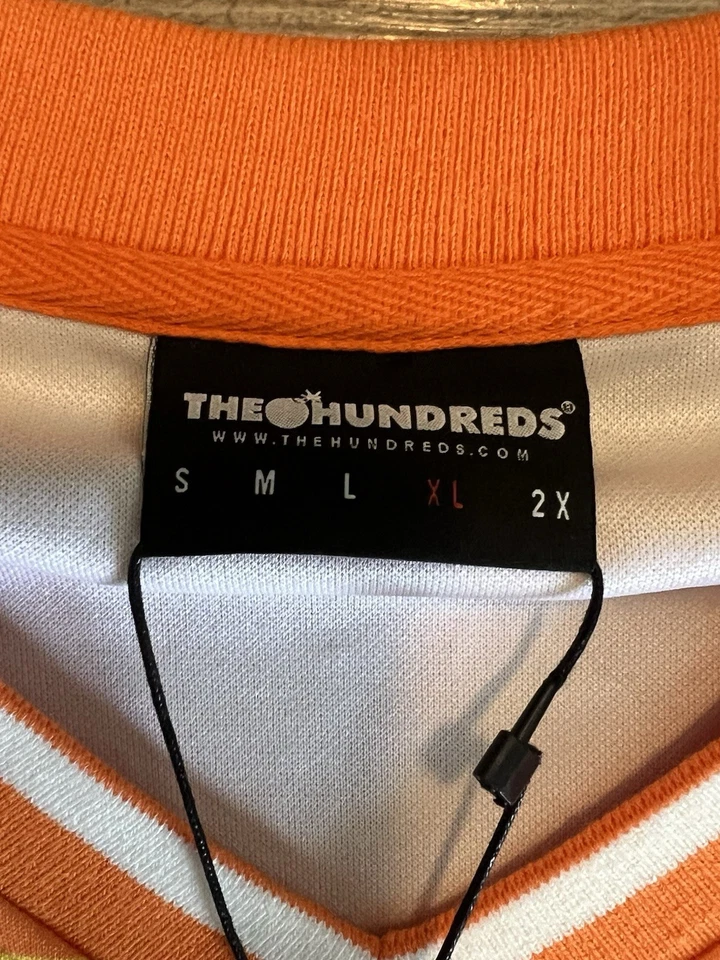 THE HUNDREDS®
WWW.THEHUNDREDS.COM
S M L XL 2X